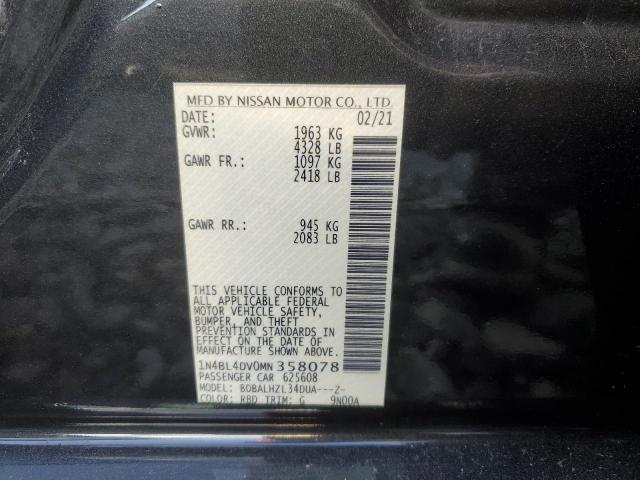 MFD BY NISSAN MOTOR CO., LTD.
DATE: 02/21
GVWR: 1963 KG
4328 LB
GAWR FR.: 1097 KG
2418 LB
GAWR RR.: 945 KG
2083 LB
THIS VEHICLE CONFORMS TO
ALL APPLICABLE FEDERAL
MOTOR VEHICLE SAFETY,
BUMPER, AND THEFT
PREVENTION STANDARDS IN
EFFECT ON THE DATE OF
MANUFACTURE SHOWN ABOVE.
1N4BL4DV0MN358078
PASSENGER CAR 625608
MODEL: BDBALHZL34DUA---Z-
COLOR: RBD TRIM: G 9N00A